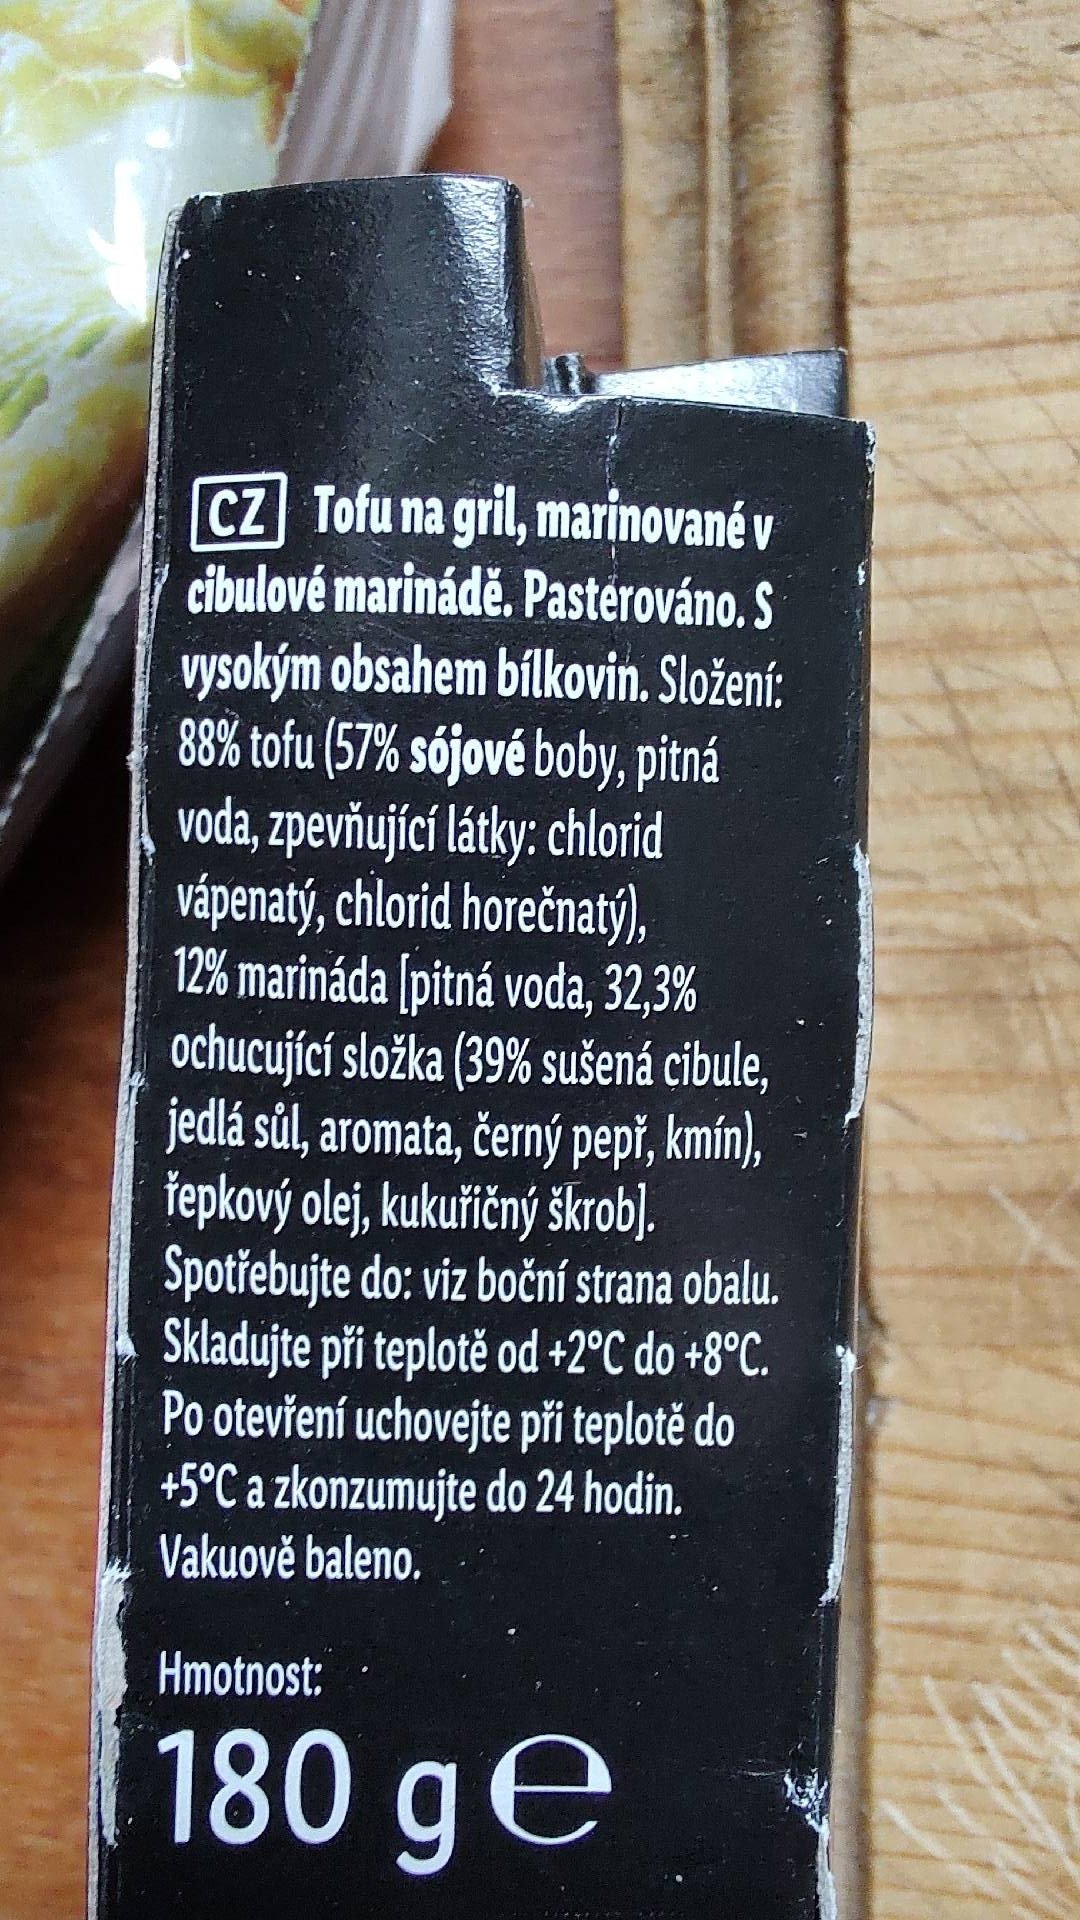 CZ Tofu na gril, marinované v
cibulové marinádě. Pasterováno. S
vysokým obsahem bílkovin. Složení:
88% tofu (57% sójové boby, pitná
voda, zpevňující látky: chlorid
vápenatý, chlorid horečnatý),
12% marináda [pitná voda, 32,3%
ochucující složka (39% sušená cibule,
jedlá sůl, aromata, černý pepř, kmín),
řepkový olej, kukuřičný škrob].
Spotřebujte do: viz boční strana obalu.
Skladujte při teplotě od +2°C do +8°C.
Po otevření uchovejte při teplotě do
+5°C a zkonzumujte do 24 hodin.
Vakuově baleno.
Hmotnost:
180 g e